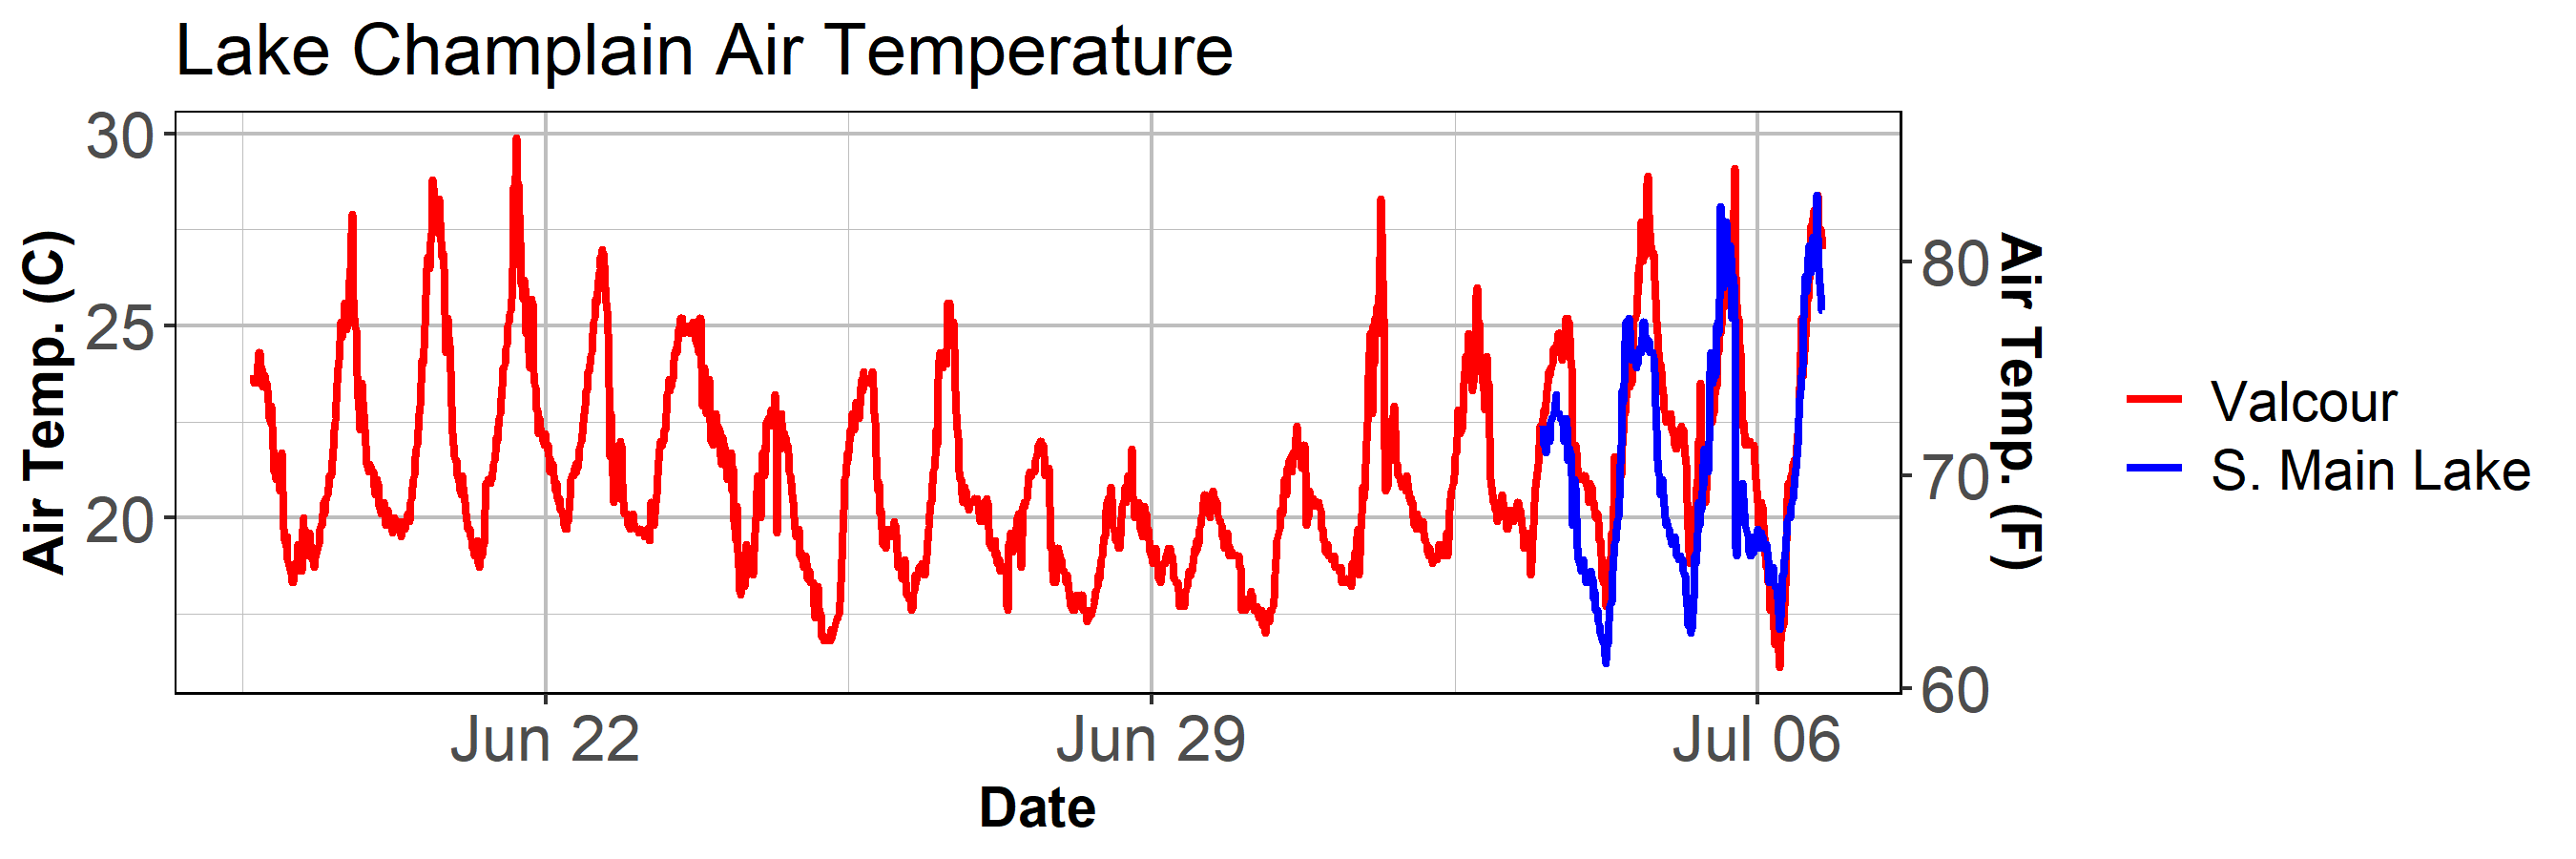 Lake Champlain Air Temperature
Air Temp. (C)
30
25
20
Air Temp. (F)
80
70
60
Jun 22
Jun 29
Jul 06
Date
Valcour
S. Main Lake